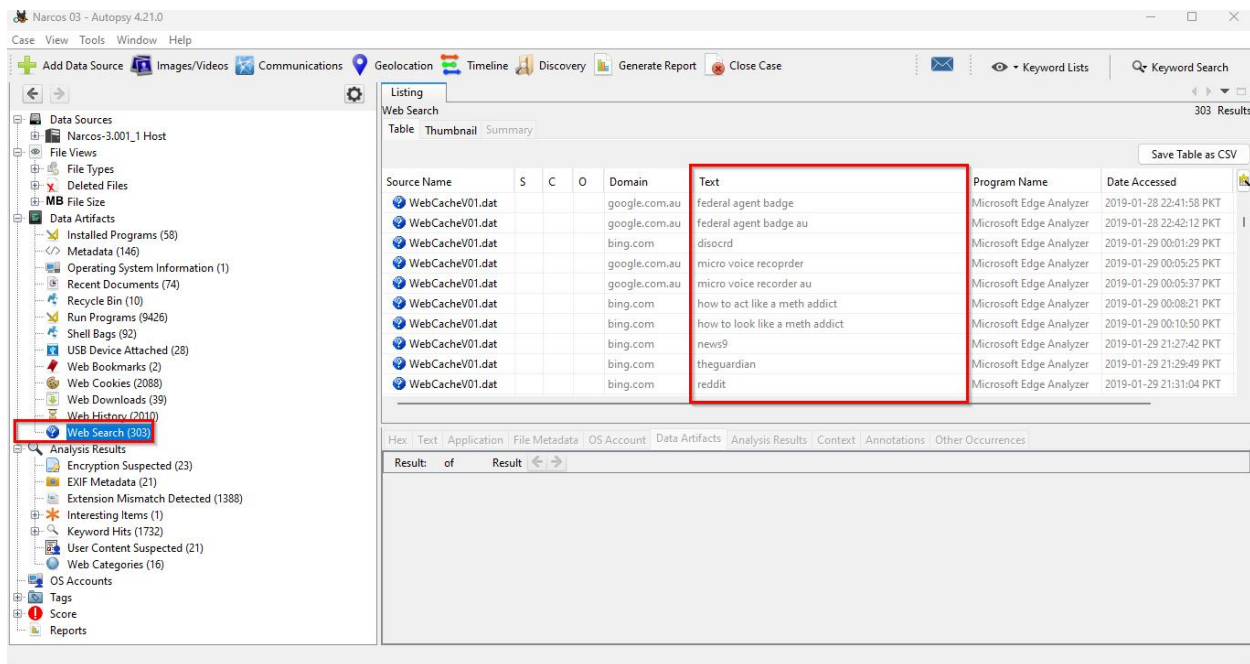 Narcos 03 - Autopsy 4.21.0
Case View Tools Window Help
Add Data Source Images/Videos Communications Geolocation Timeline Discovery Generate Report Close Case Keyword Lists Keyword Search
Listing
Web Search 303 Results
Table Thumbnail Summary
Save Table as CSV
Data Sources
Narcos-3.001_1 Host
File Views
File Types
Deleted Files
MB File Size
Data Artifacts
Installed Programs (58)
Metadata (146)
Operating System Information (1)
Recent Documents (74)
Recycle Bin (10)
Run Programs (9426)
Shell Bags (92)
USB Device Attached (28)
Web Bookmarks (2)
Web Cookies (2088)
Web Downloads (39)
Web History (2010)
Web Search (303)
Analysis Results
Encryption Suspected (23)
EXIF Metadata (21)
Extension Mismatch Detected (1388)
Interesting Items (1)
Keyword Hits (1732)
User Content Suspected (21)
Web Categories (16)
OS Accounts
Tags
Score
Reports
Source Name S C O Domain Text Program Name Date Accessed
WebCacheV01.dat google.com.au federal agent badge Microsoft Edge Analyzer 2019-01-28 22:41:58 PKT
WebCacheV01.dat google.com.au federal agent badge au Microsoft Edge Analyzer 2019-01-28 22:42:12 PKT
WebCacheV01.dat bing.com disocrd Microsoft Edge Analyzer 2019-01-29 00:01:29 PKT
WebCacheV01.dat google.com.au micro voice recoprder Microsoft Edge Analyzer 2019-01-29 00:05:25 PKT
WebCacheV01.dat google.com.au micro voice recorder au Microsoft Edge Analyzer 2019-01-29 00:05:37 PKT
WebCacheV01.dat bing.com how to act like a meth addict Microsoft Edge Analyzer 2019-01-29 00:08:21 PKT
WebCacheV01.dat bing.com how to look like a meth addict Microsoft Edge Analyzer 2019-01-29 00:10:50 PKT
WebCacheV01.dat bing.com news9 Microsoft Edge Analyzer 2019-01-29 21:27:42 PKT
WebCacheV01.dat bing.com theguardian Microsoft Edge Analyzer 2019-01-29 21:29:49 PKT
WebCacheV01.dat bing.com reddit Microsoft Edge Analyzer 2019-01-29 21:31:04 PKT
Hex Text Application File Metadata OS Account Data Artifacts Analysis Results Context Annotations Other Occurrences
Result: of Result